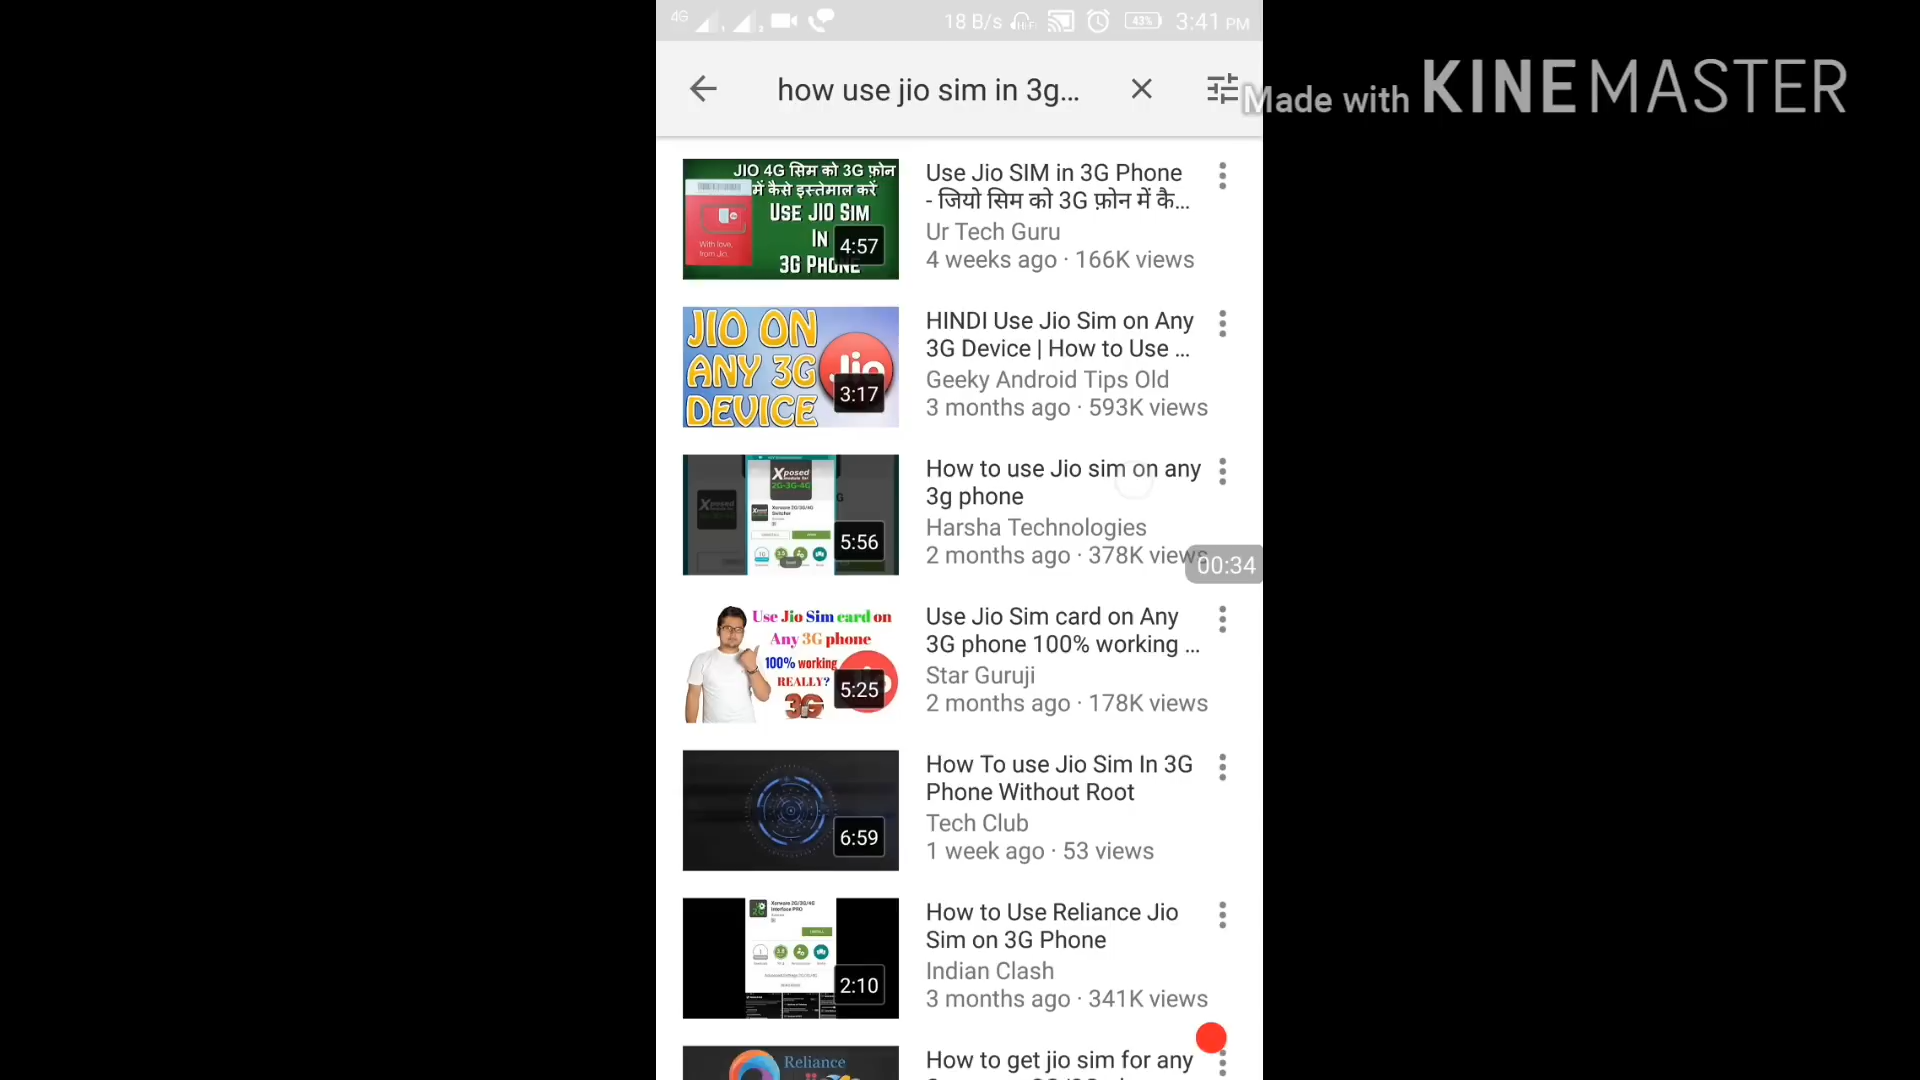 4G
18 B/s
43%
3:41 PM
how use jio sim in 3g...
Made with KINEMASTER
JIO 4G सिम को 3G फ़ोन
में कैसे इस्तेमाल करें
USE JIO SIM
IN
3G PHONE
With love,
from Jio.
4:57
Use Jio SIM in 3G Phone
- जियो सिम को 3G फ़ोन में कै...
Ur Tech Guru
4 weeks ago · 166K views
JIO ON
ANY 3G
DEVICE
Jio
3:17
HINDI Use Jio Sim on Any
3G Device | How to Use ...
Geeky Android Tips Old
3 months ago · 593K views
Xposed
2G-3G-4G
5:56
How to use Jio sim on any
3g phone
Harsha Technologies
2 months ago · 378K views
00:34
Use Jio Sim card on
Any 3G phone
100% working
REALLY?
3G
5:25
Use Jio Sim card on Any
3G phone 100% working ...
Star Guruji
2 months ago · 178K views
6:59
How To use Jio Sim In 3G
Phone Without Root
Tech Club
1 week ago · 53 views
2:10
How to Use Reliance Jio
Sim on 3G Phone
Indian Clash
3 months ago · 341K views
Reliance
How to get jio sim for any